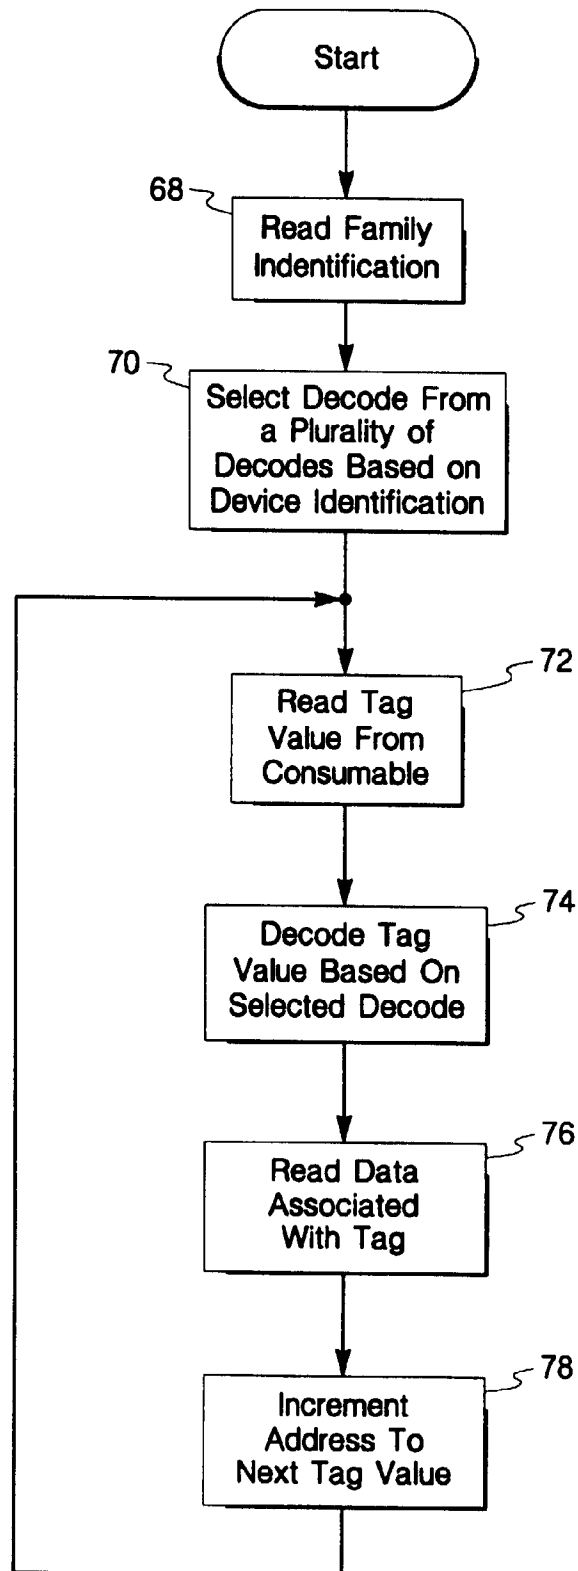 Start
68
Read Family
Indentification
70
Select Decode From
a Plurality of
Decodes Based on
Device Identification
72
Read Tag
Value From
Consumable
74
Decode Tag
Value Based On
Selected Decode
76
Read Data
Associated
With Tag
78
Increment
Address To
Next Tag Value